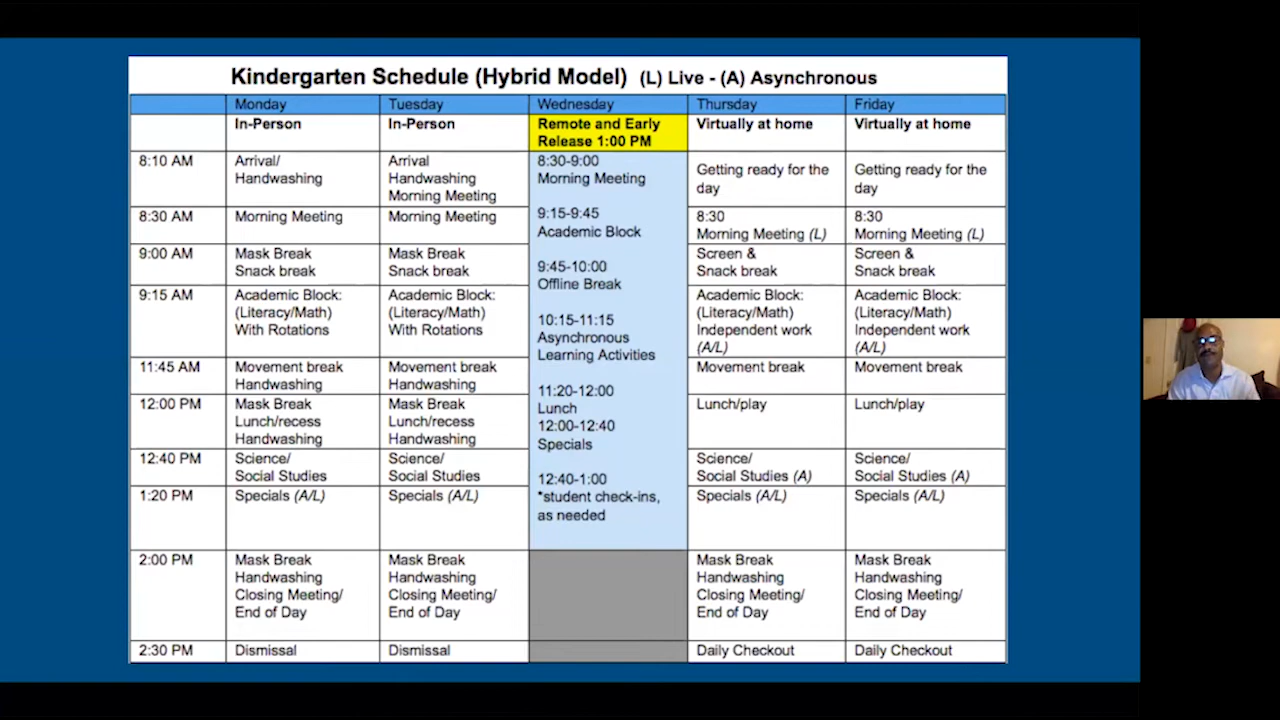 Kindergarten Schedule (Hybrid Model) (L) Live - (A) Asynchronous
Monday Tuesday Wednesday Thursday Friday
In-Person In-Person Remote and Early Release 1:00 PM Virtually at home Virtually at home
8:10 AM
Arrival/
Handwashing
Arrival
Handwashing
Morning Meeting
8:30-9:00
Morning Meeting
9:15-9:45
Academic Block
9:45-10:00
Offline Break
10:15-11:15
Asynchronous
Learning Activities
11:20-12:00
Lunch
12:00-12:40
Specials
12:40-1:00
*student check-ins,
as needed
Getting ready for the
day
Getting ready for the
day
8:30 AM
Morning Meeting
Morning Meeting
8:30
Morning Meeting (L)
8:30
Morning Meeting (L)
9:00 AM
Mask Break
Snack break
Mask Break
Snack break
Screen &
Snack break
Screen &
Snack break
9:15 AM
Academic Block:
(Literacy/Math)
With Rotations
Academic Block:
(Literacy/Math)
With Rotations
Academic Block:
(Literacy/Math)
Independent work
(A/L)
Academic Block:
(Literacy/Math)
Independent work
(A/L)
11:45 AM
Movement break
Handwashing
Movement break
Handwashing
Movement break
Movement break
12:00 PM
Mask Break
Lunch/recess
Handwashing
Mask Break
Lunch/recess
Handwashing
Lunch/play
Lunch/play
12:40 PM
Science/
Social Studies
Science/
Social Studies
Science/
Social Studies (A)
Science/
Social Studies (A)
1:20 PM
Specials (A/L)
Specials (A/L)
Specials (A/L)
Specials (A/L)
2:00 PM
Mask Break
Handwashing
Closing Meeting/
End of Day
Mask Break
Handwashing
Closing Meeting/
End of Day
Mask Break
Handwashing
Closing Meeting/
End of Day
Mask Break
Handwashing
Closing Meeting/
End of Day
2:30 PM
Dismissal
Dismissal
Daily Checkout
Daily Checkout